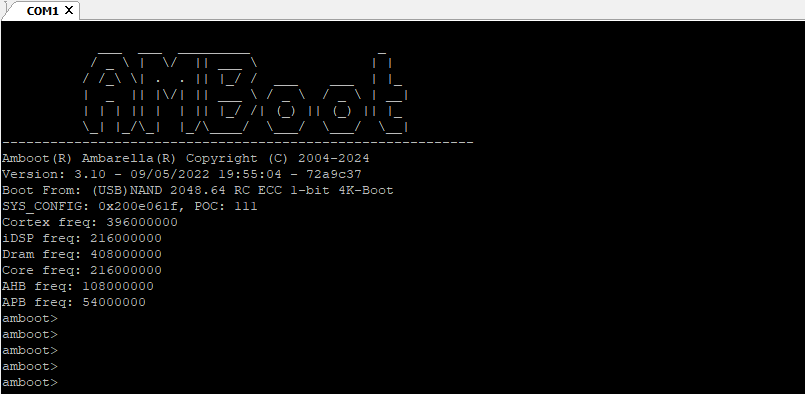 COM1 X
AMBoot
Amboot(R) Ambarella(R) Copyright (C) 2004-2024
Version: 3.10 - 09/05/2022 19:55:04 - 72a9c37
Boot From: (USB)NAND 2048.64 RC ECC 1-bit 4K-Boot
SYS_CONFIG: 0x200e061f, POC: 111
Cortex freq: 396000000
iDSP freq: 216000000
Dram freq: 408000000
Core freq: 216000000
AHB freq: 108000000
APB freq: 54000000
amboot>
amboot>
amboot>
amboot>
amboot>